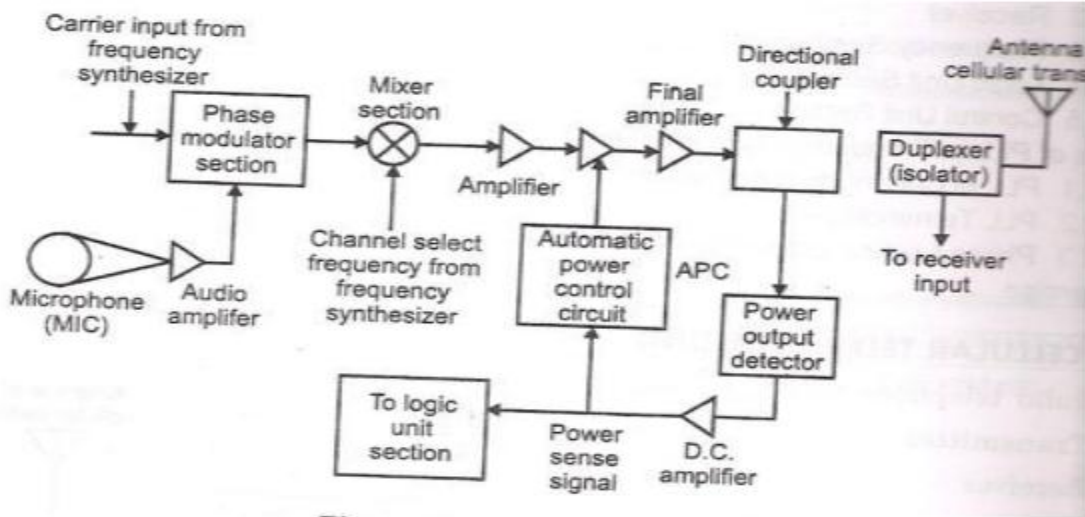 Carrier input from
frequency
synthesizer
Phase
modulator
section
Mixer
section
Amplifier
Final
amplifier
Directional
coupler
Antenna
cellular trans
Duplexer
(isolator)
To receiver
input
Microphone
(MIC)
Audio
amplifer
Channel select
frequency from
frequency
synthesizer
Automatic
power
control
circuit
APC
Power
output
detector
To logic
unit
section
Power
sense
signal
D.C.
amplifier